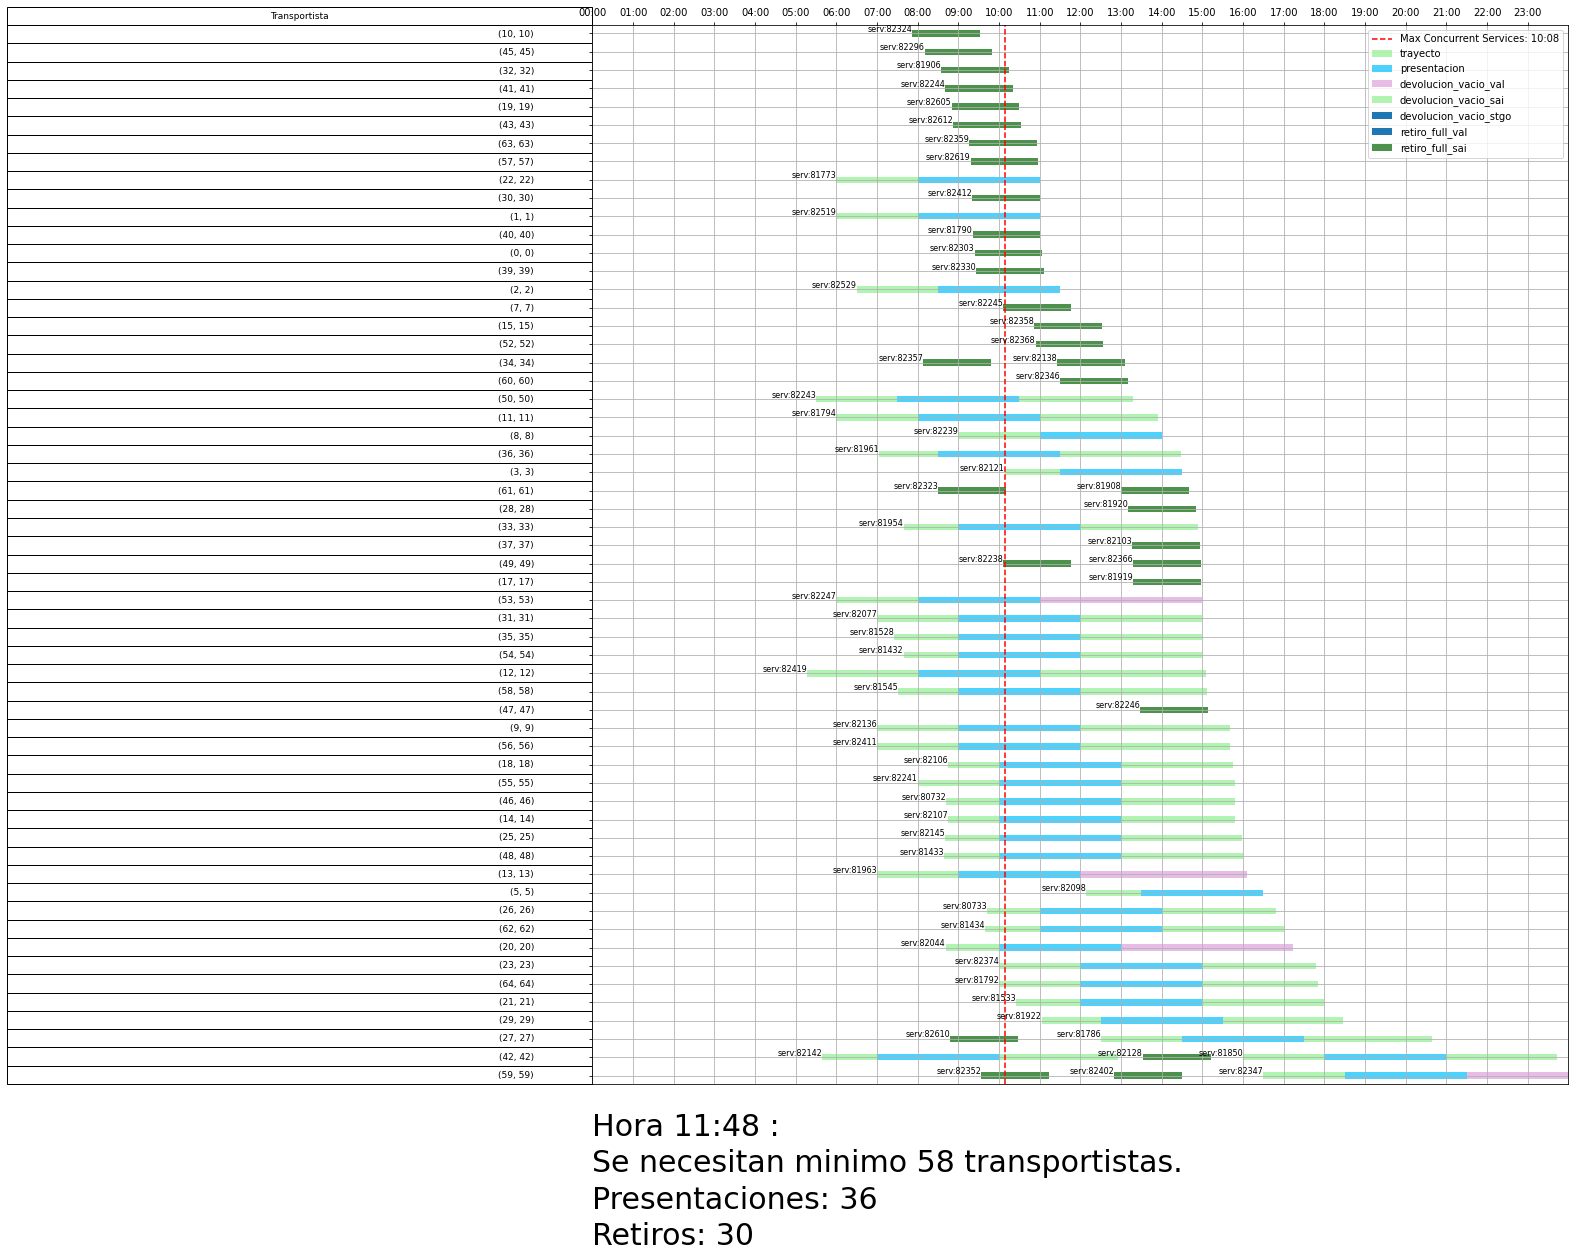 Transportista
00:00 01:00 02:00 03:00 04:00 05:00 06:00 07:00 08:00 09:00 10:00 11:00 12:00 13:00 14:00 15:00 16:00 17:00 18:00 19:00 20:00 21:00 22:00 23:00
Max Concurrent Services: 10:08
trayecto
presentacion
devolucion_vacio_val
devolucion_vacio_sai
devolucion_vacio_stgo
retiro_full_val
retiro_full_sai
(10, 10) serv:82324
(45, 45) serv:82296
(32, 32) serv:81906
(41, 41) serv:82244
(19, 19) serv:82605
(43, 43) serv:82612
(63, 63) serv:82359
(57, 57) serv:82619
(22, 22) serv:81773
(30, 30) serv:82412
(1, 1) serv:82519
(40, 40) serv:81790
(0, 0) serv:82303
(39, 39) serv:82330
(2, 2) serv:82529
(7, 7) serv:82245
(15, 15) serv:82358
(52, 52) serv:82368
(34, 34) serv:82357 serv:82138
(60, 60) serv:82346
(50, 50) serv:82243
(11, 11) serv:81794
(8, 8) serv:82239
(36, 36) serv:81961
(3, 3) serv:82121
(61, 61) serv:82323 serv:81908
(28, 28) serv:81920
(33, 33) serv:81954
(37, 37) serv:82103
(49, 49) serv:82238 serv:82366
(17, 17) serv:81919
(53, 53) serv:82247
(31, 31) serv:82077
(35, 35) serv:81528
(54, 54) serv:81432
(12, 12) serv:82419
(58, 58) serv:81545
(47, 47) serv:82246
(9, 9) serv:82136
(56, 56) serv:82411
(18, 18) serv:82106
(55, 55) serv:82241
(46, 46) serv:80732
(14, 14) serv:82107
(25, 25) serv:82145
(48, 48) serv:81433
(13, 13) serv:81963
(5, 5) serv:82098
(26, 26) serv:80733
(62, 62) serv:81434
(20, 20) serv:82044
(23, 23) serv:82374
(64, 64) serv:81792
(21, 21) serv:81533
(29, 29) serv:81922
(27, 27) serv:82610 serv:81786
(42, 42) serv:82142 serv:82128 serv:81850
(59, 59) serv:82352 serv:82402 serv:82347
Hora 11:48 :
Se necesitan minimo 58 transportistas.
Presentaciones: 36
Retiros: 30